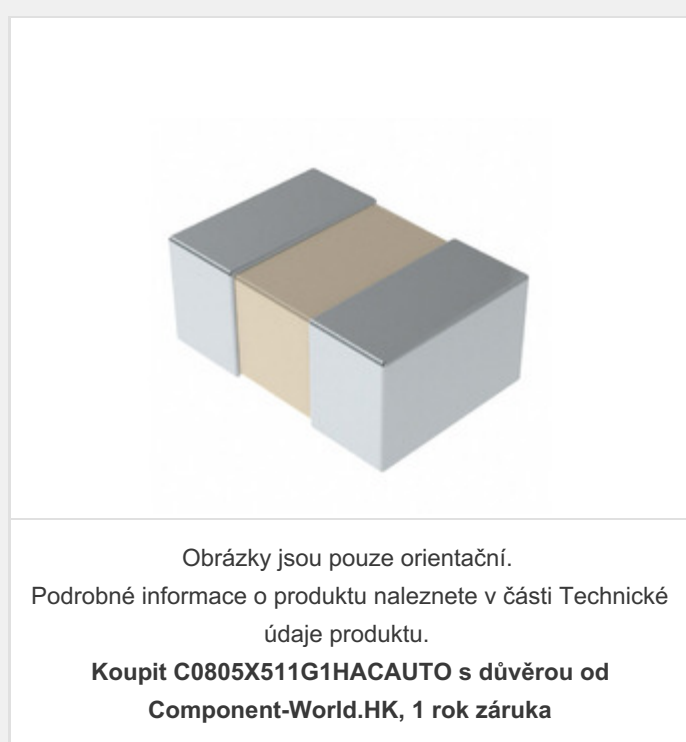 Obrázky jsou pouze orientační.
Podrobné informace o produktu naleznete v části Technické
údaje produktu.
Koupit C0805X511G1HACAUTO s důvěrou od
Component-World.HK, 1 rok záruka